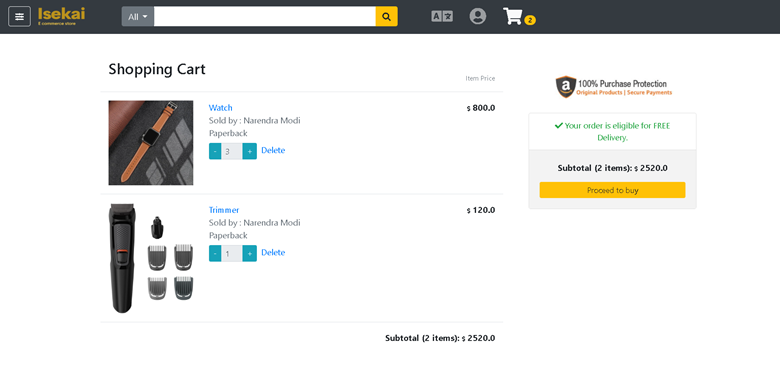 Isekai
E commerce store
All
2
Shopping Cart
Item Price
Watch
$ 800.0
Sold by : Narendra Modi
Paperback
- 3 + Delete
Trimmer
$ 120.0
Sold by : Narendra Modi
Paperback
- 1 + Delete
Subtotal (2 items): $ 2520.0
100% Purchase Protection
Original Products | Secure Payments
Your order is eligible for FREE
Delivery.
Subtotal (2 items): $ 2520.0
Proceed to buy